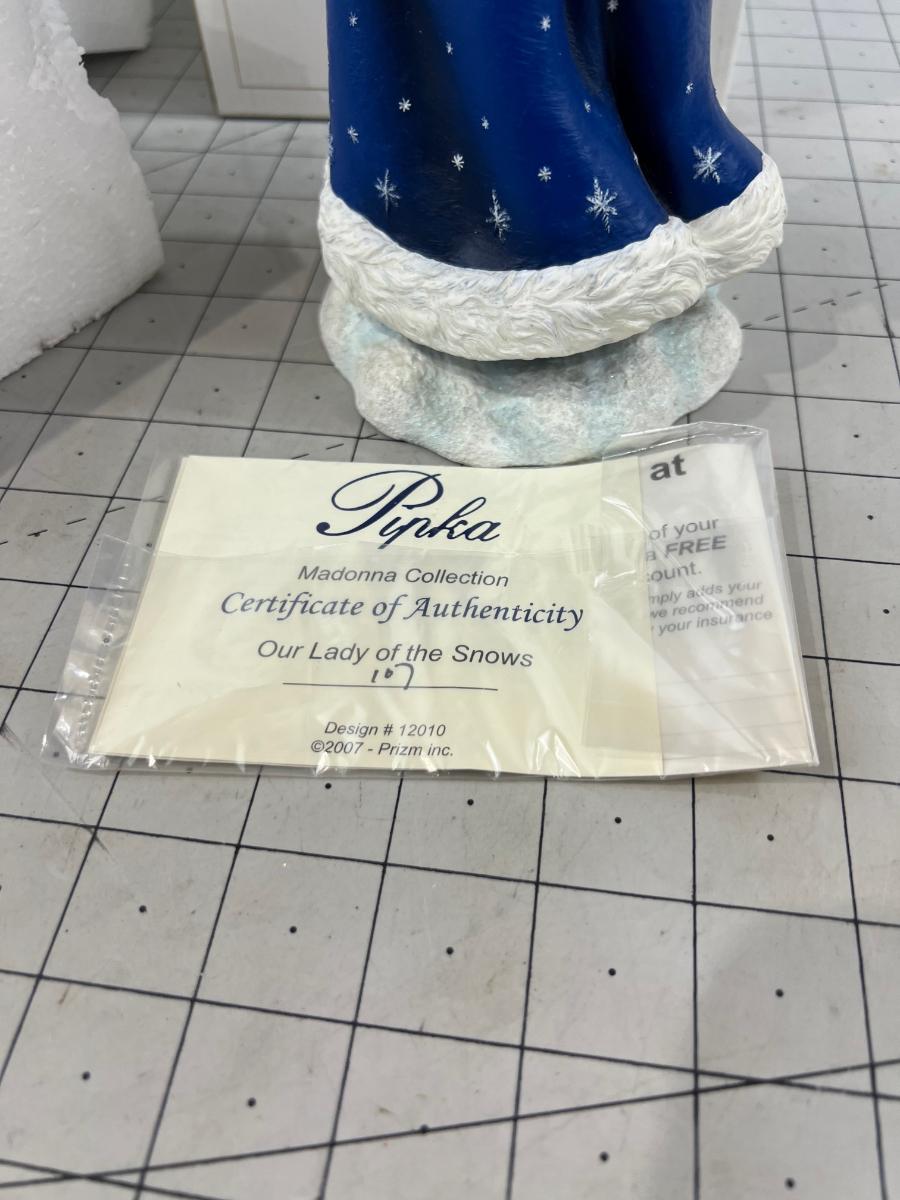 Pipka
Madonna Collection
Certificate of Authenticity
Our Lady of the Snows
107
Design # 12010
©2007 - Prizm inc.
at
of your
a FREE
count.
mply adds your
we recommend
your insurance